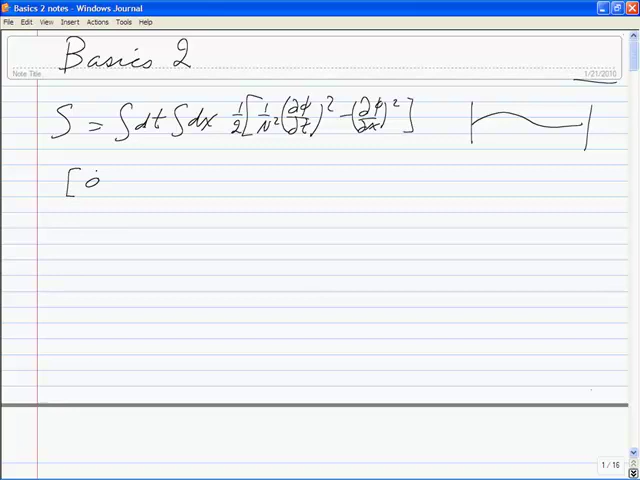 Basics 2 notes - Windows Journal
File Edit View Insert Actions Tools Help
Basics 2
Note Title
1/21/2010
S = ∫dt ∫dx 1/2 [1/v² (∂φ/∂t)² - (∂φ/∂x)²]
[
1 / 16